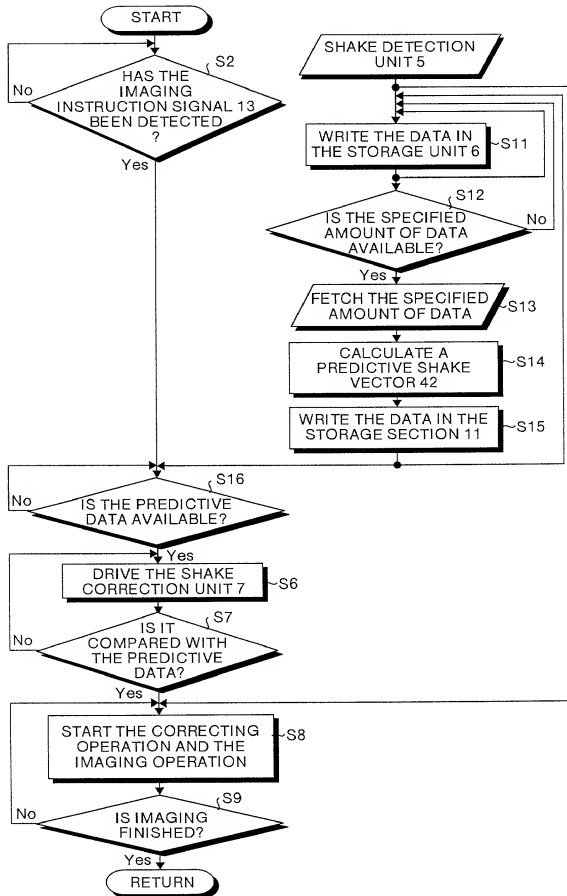 START
S2
No
HAS THE
IMAGING
INSTRUCTION SIGNAL 13
BEEN DETECTED
?
Yes
SHAKE DETECTION
UNIT 5
WRITE THE DATA IN
THE STORAGE UNIT 6
S11
S12
IS THE SPECIFIED
AMOUNT OF DATA
AVAILABLE?
No
Yes
FETCH THE SPECIFIED
AMOUNT OF DATA
S13
CALCULATE A
PREDICTIVE SHAKE
VECTOR 42
S14
WRITE THE DATA IN THE
STORAGE SECTION 11
S15
S16
No
IS THE PREDICTIVE
DATA AVAILABLE?
Yes
DRIVE THE SHAKE
CORRECTION UNIT 7
S6
S7
No
IS IT
COMPARED WITH
THE PREDICTIVE
DATA?
Yes
START THE CORRECTING
OPERATION AND THE
IMAGING OPERATION
S8
S9
No
IS IMAGING
FINISHED?
Yes
RETURN